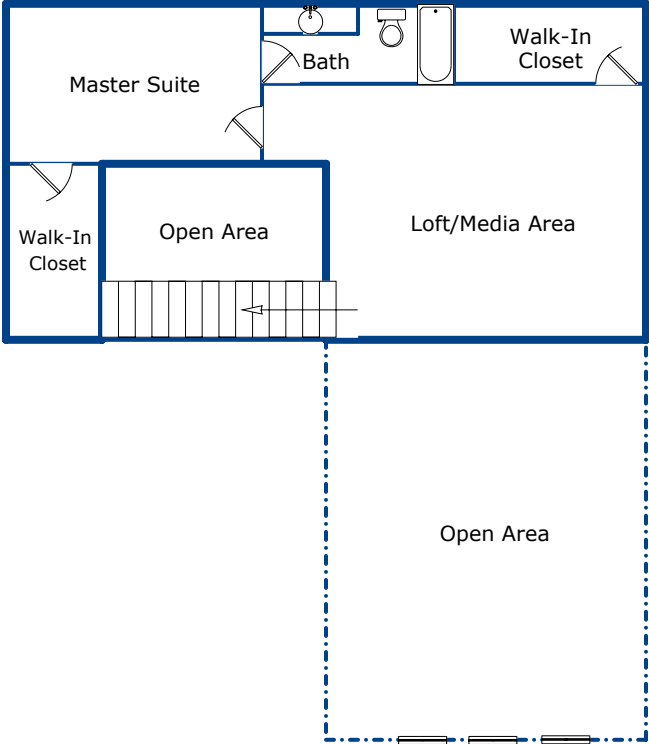 Walk-In
Closet
Bath
Master Suite
Loft/Media Area
Open Area
Walk-In
Closet
Open Area